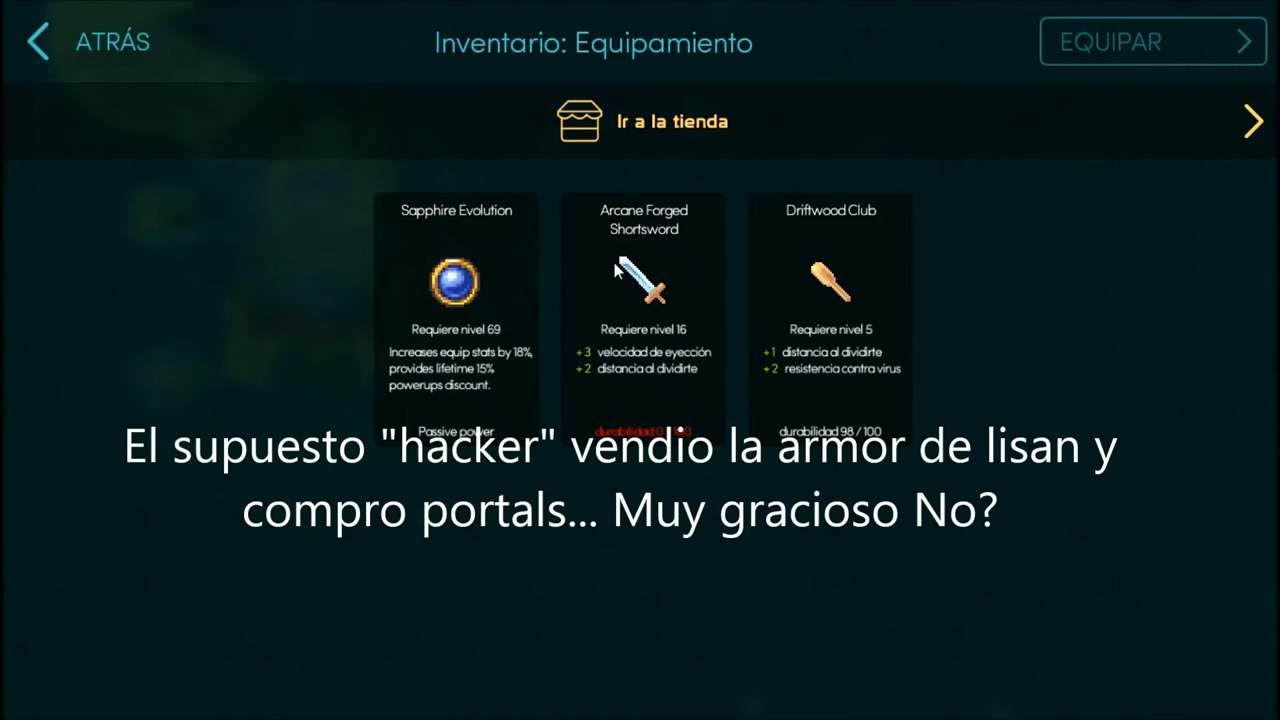 ATRÁS
Inventario: Equipamiento
EQUIPAR
Ir a la tienda
Sapphire Evolution
Requiere nivel 69
Increases equip stats by 18%,
provides lifetime 15%
powerups discount.
Passive power
Arcane Forged
Shortsword
Requiere nivel 16
+3 velocidad de eyección
+2 distancia al dividirte
durabilidad 0 / 100
Driftwood Club
Requiere nivel 5
+1 distancia al dividirte
+2 resistencia contra virus
durabilidad 98 / 100
El supuesto "hacker" vendio la armor de lisan y
compro portals... Muy gracioso No?